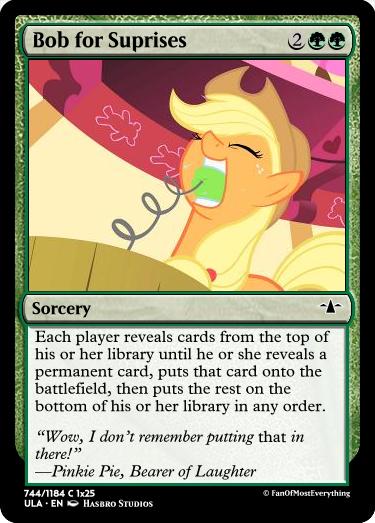 Bob for Suprises 2
Sorcery
Each player reveals cards from the top of
his or her library until he or she reveals a
permanent card, puts that card onto the
battlefield, then puts the rest on the
bottom of his or her library in any order.
“Wow, I don’t remember putting that in
there!”
—Pinkie Pie, Bearer of Laughter
744/1184 C 1x25
ULA · EN Hasbro Studios
© FanOfMostEverything